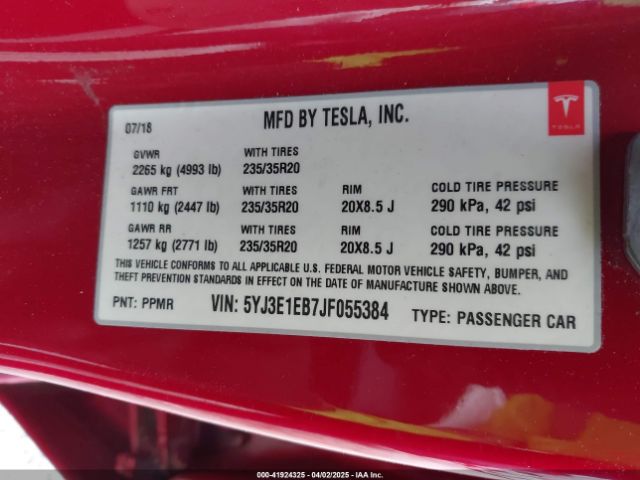 07/18 MFD BY TESLA, INC.
GVWR WITH TIRES
2265 kg (4993 lb) 235/35R20
GAWR FRT WITH TIRES RIM COLD TIRE PRESSURE
1110 kg (2447 lb) 235/35R20 20X8.5 J 290 kPa, 42 psi
GAWR RR WITH TIRES RIM COLD TIRE PRESSURE
1257 kg (2771 lb) 235/35R20 20X8.5 J 290 kPa, 42 psi
THIS VEHICLE CONFORMS TO ALL APPLICABLE U.S. FEDERAL MOTOR VEHICLE SAFETY, BUMPER, AND
THEFT PREVENTION STANDARDS IN EFFECT ON THE DATE OF MANUFACTURE SHOWN ABOVE.
PNT: PPMR VIN: 5YJ3E1EB7JF055384 TYPE: PASSENGER CAR
TESLA
© 41924325 - 04/02/2025 - IAA Inc.